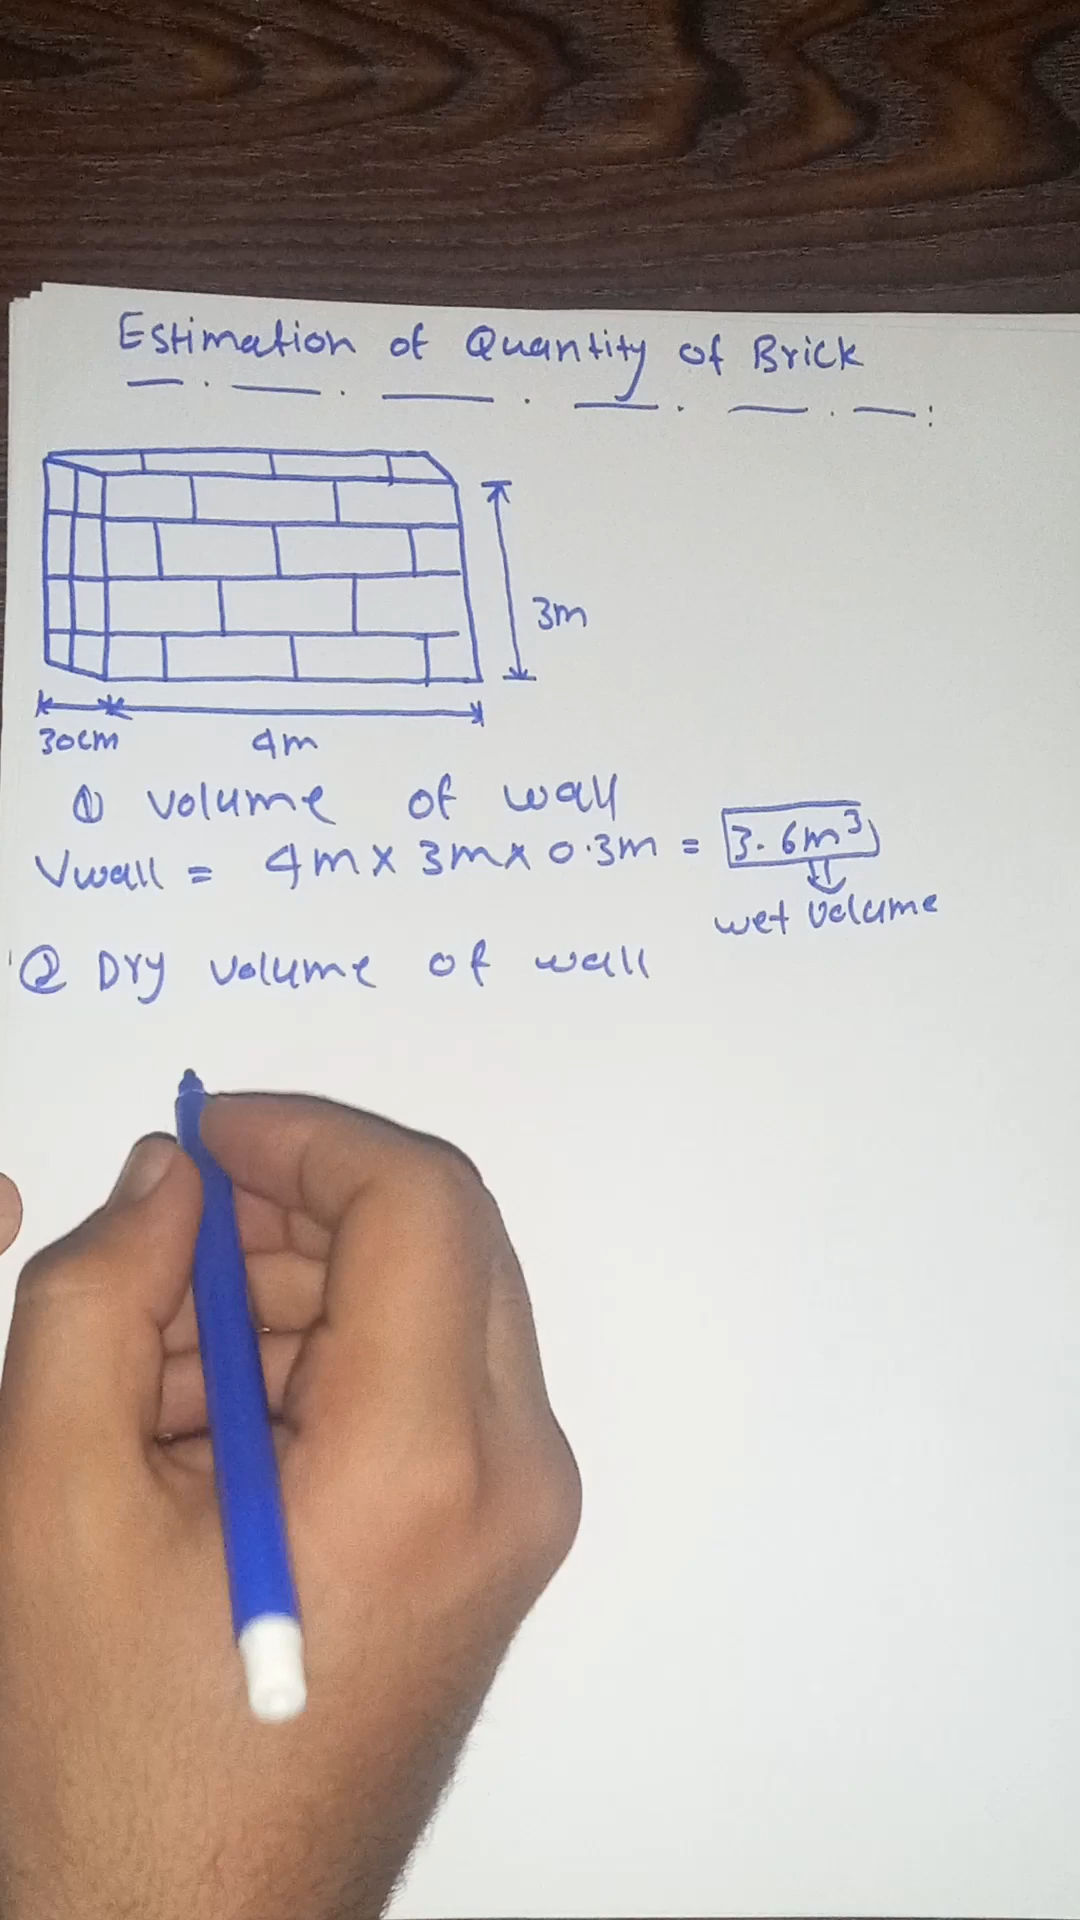 Estimation of Quantity of Brick
3m
30cm 4m
① volume of wall
Vwall = 4m x 3m x 0.3m = 3.6m³
wet volume
② Dry volume of wall